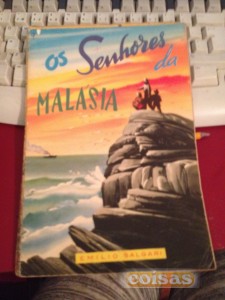 OS Senhores da
MALASIA
EMILIO SALGARI
coisas